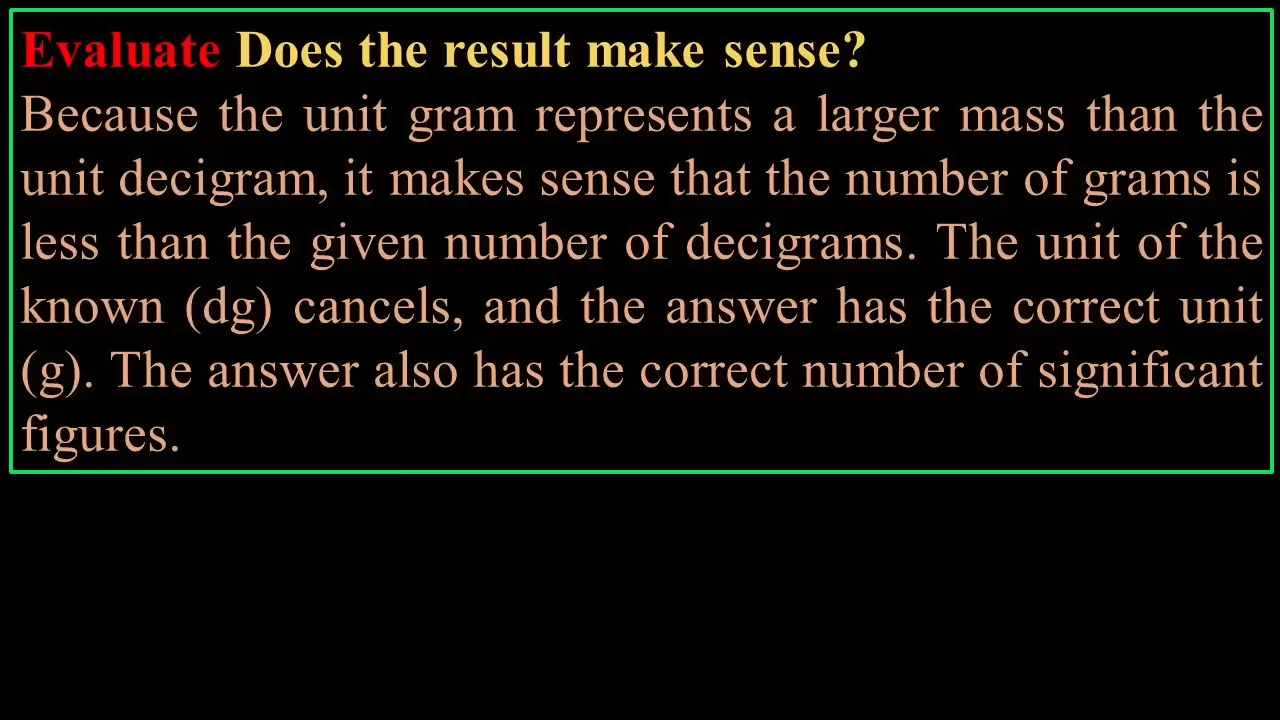 Evaluate Does the result make sense?
Because the unit gram represents a larger mass than the
unit decigram, it makes sense that the number of grams is
less than the given number of decigrams. The unit of the
known (dg) cancels, and the answer has the correct unit
(g). The answer also has the correct number of significant
figures.